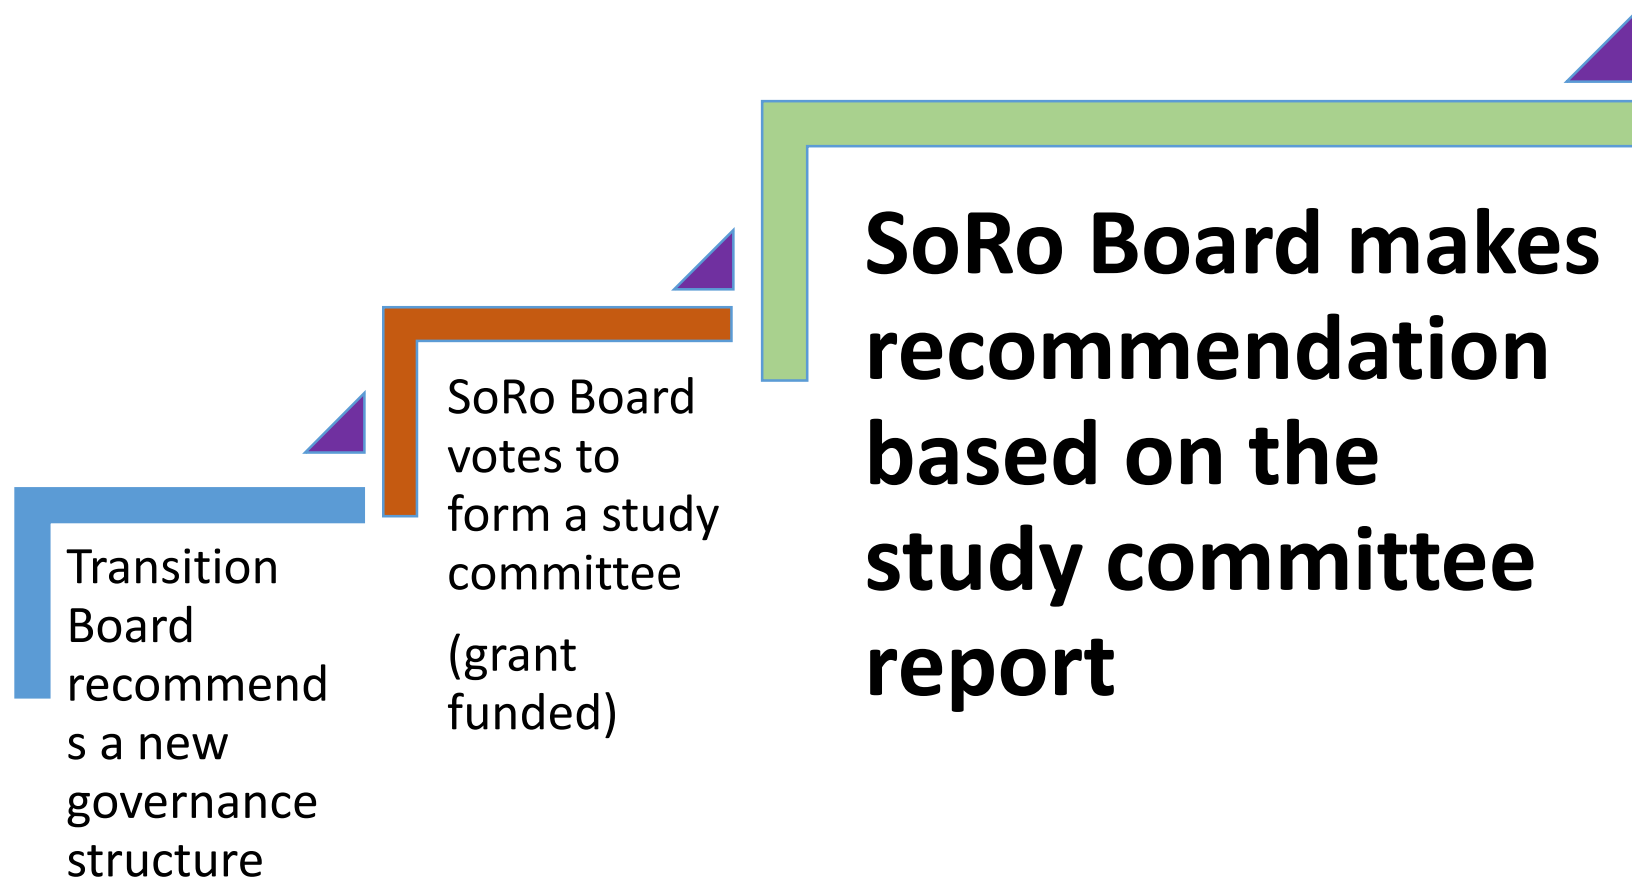 Transition
Board
recommend
s a new
governance
structure
SoRo Board
votes to
form a study
committee
(grant
funded)
SoRo Board makes
recommendation
based on the
study committee
report